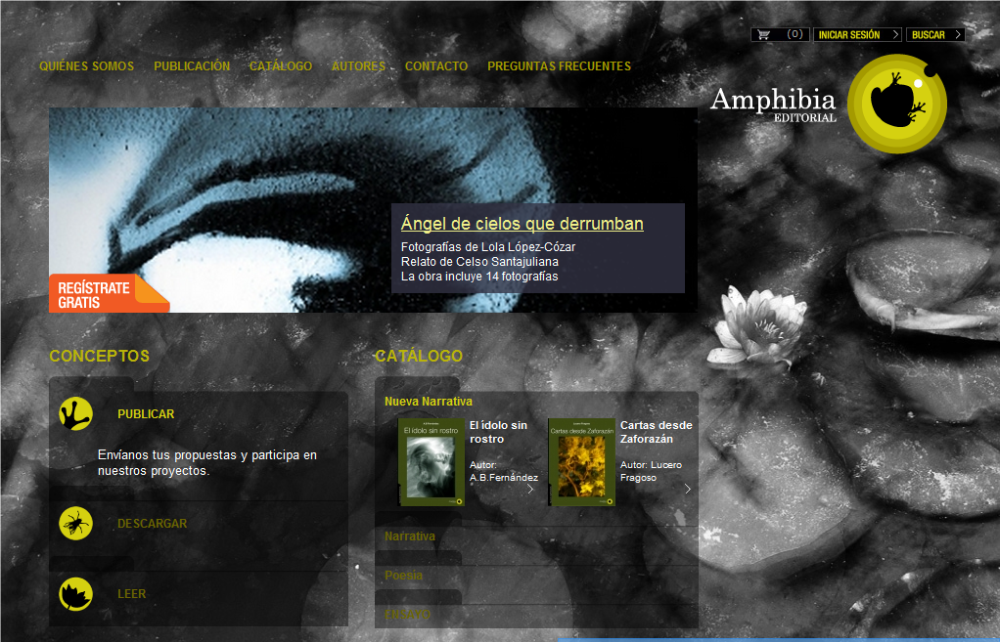 (0)
INICIAR SESIÓN
BUSCAR
QUIÉNES SOMOS
PUBLICACIÓN
CATÁLOGO
AUTORES
CONTACTO
PREGUNTAS FRECUENTES
Amphibia
EDITORIAL
Ángel de cielos que derrumban
Fotografías de Lola López-Cózar
Relato de Celso Santajuliana
La obra incluye 14 fotografías
REGÍSTRATE
GRATIS
CONCEPTOS
PUBLICAR
Envíanos tus propuestas y participa en
nuestros proyectos.
DESCARGAR
LEER
CATÁLOGO
Nueva Narrativa
El ídolo sin rostro
El ídolo sin
rostro
Autor:
A.B.Fernández
Cartas desde Zaforazán
Cartas desde
Zaforazán
Autor: Lucero
Fragoso
Narrativa
Poesía
ENSAYO